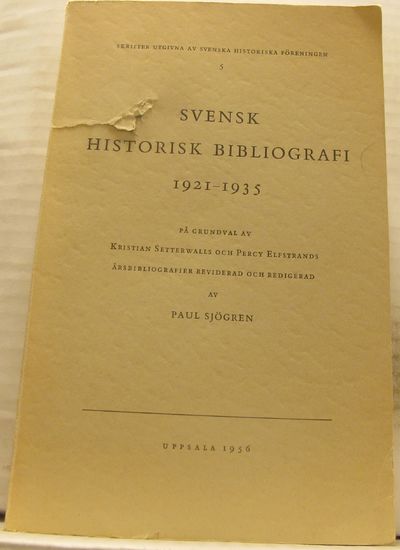 SKRIFTER UTGIVNA AV SVENSKA HISTORISKA FÖRENINGEN
5
SVENSK
HISTORISK BIBLIOGRAFI
1921–1935
PÅ GRUNDVAL AV
KRISTIAN SETTERWALLS OCH PERCY ELFSTRANDS
ÅRSBIBLIOGRAFIER REVIDERAD OCH REDIGERAD
AV
PAUL SJÖGREN
UPPSALA 1956